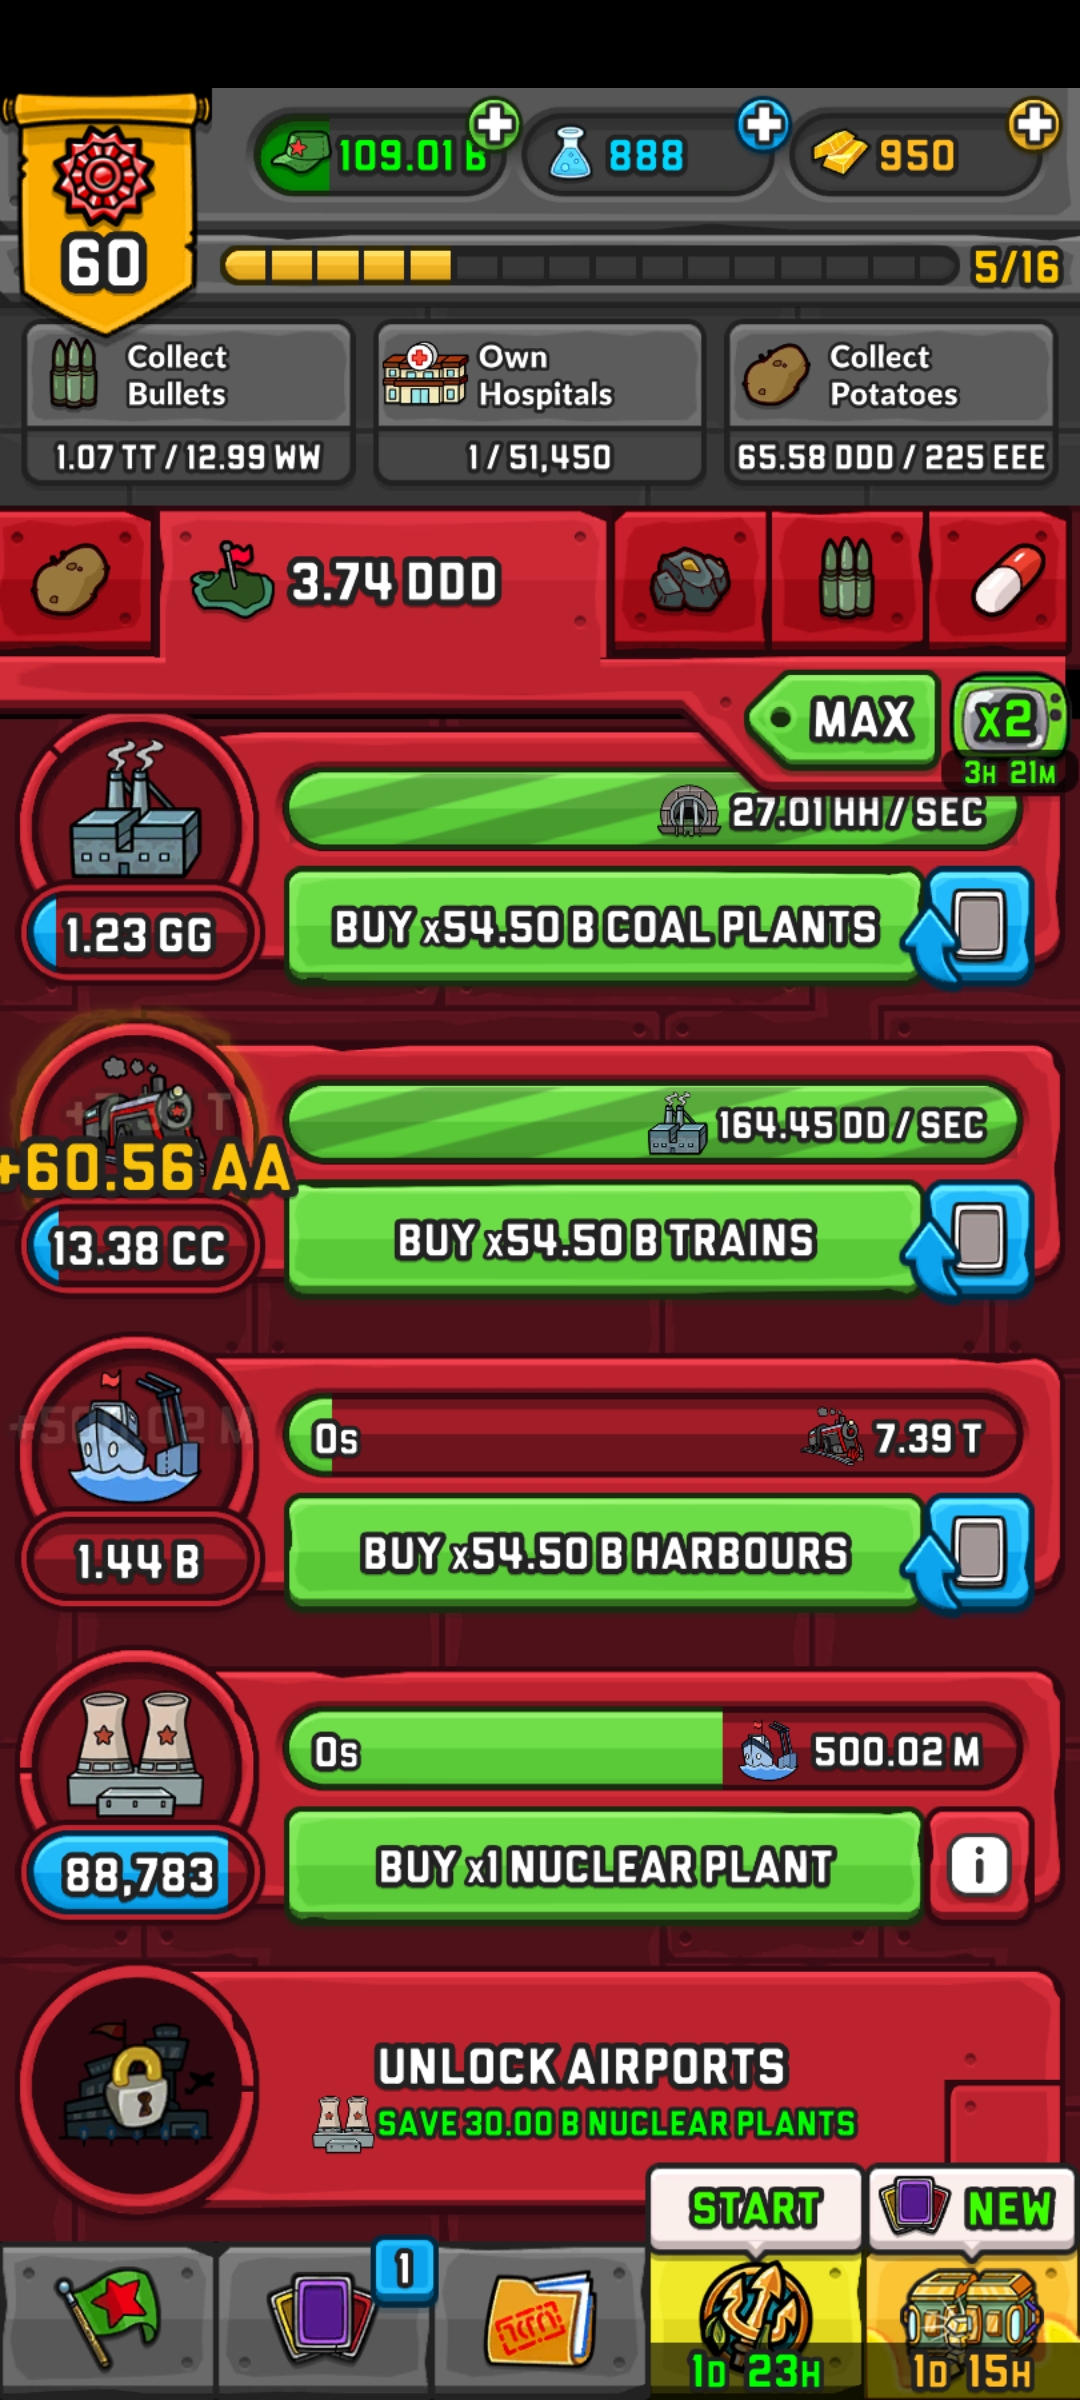 60
109.01 B
888
950
5/16
Collect
Bullets
1.07 TT / 12.99 WW
Own
Hospitals
1 / 51,450
Collect
Potatoes
65.58 DDD / 225 EEE
3.74 DDD
MAX
x2
3H 21M
27.01 HH / SEC
1.23 GG
BUY x54.50 B COAL PLANTS
164.45 DD / SEC
+60.56 AA
13.38 CC
BUY x54.50 B TRAINS
+500.02 M
0s
7.39 T
1.44 B
BUY x54.50 B HARBOURS
0s
500.02 M
88,783
BUY x1 NUCLEAR PLANT
i
UNLOCK AIRPORTS
SAVE 30.00 B NUCLEAR PLANTS
START
NEW
1
1D 23H
1D 15H